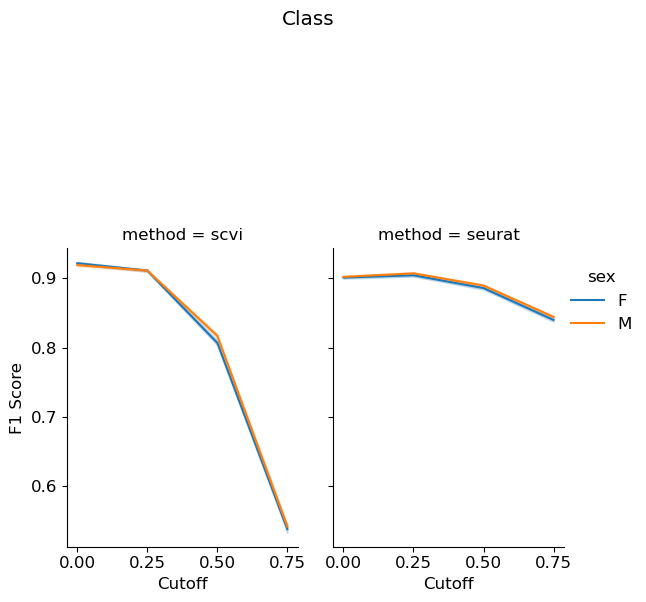 Class
method = scvi
method = seurat
F1 Score
0.9
0.8
0.7
0.6
0.00 0.25 0.50 0.75
0.00 0.25 0.50 0.75
Cutoff
Cutoff
sex
F
M